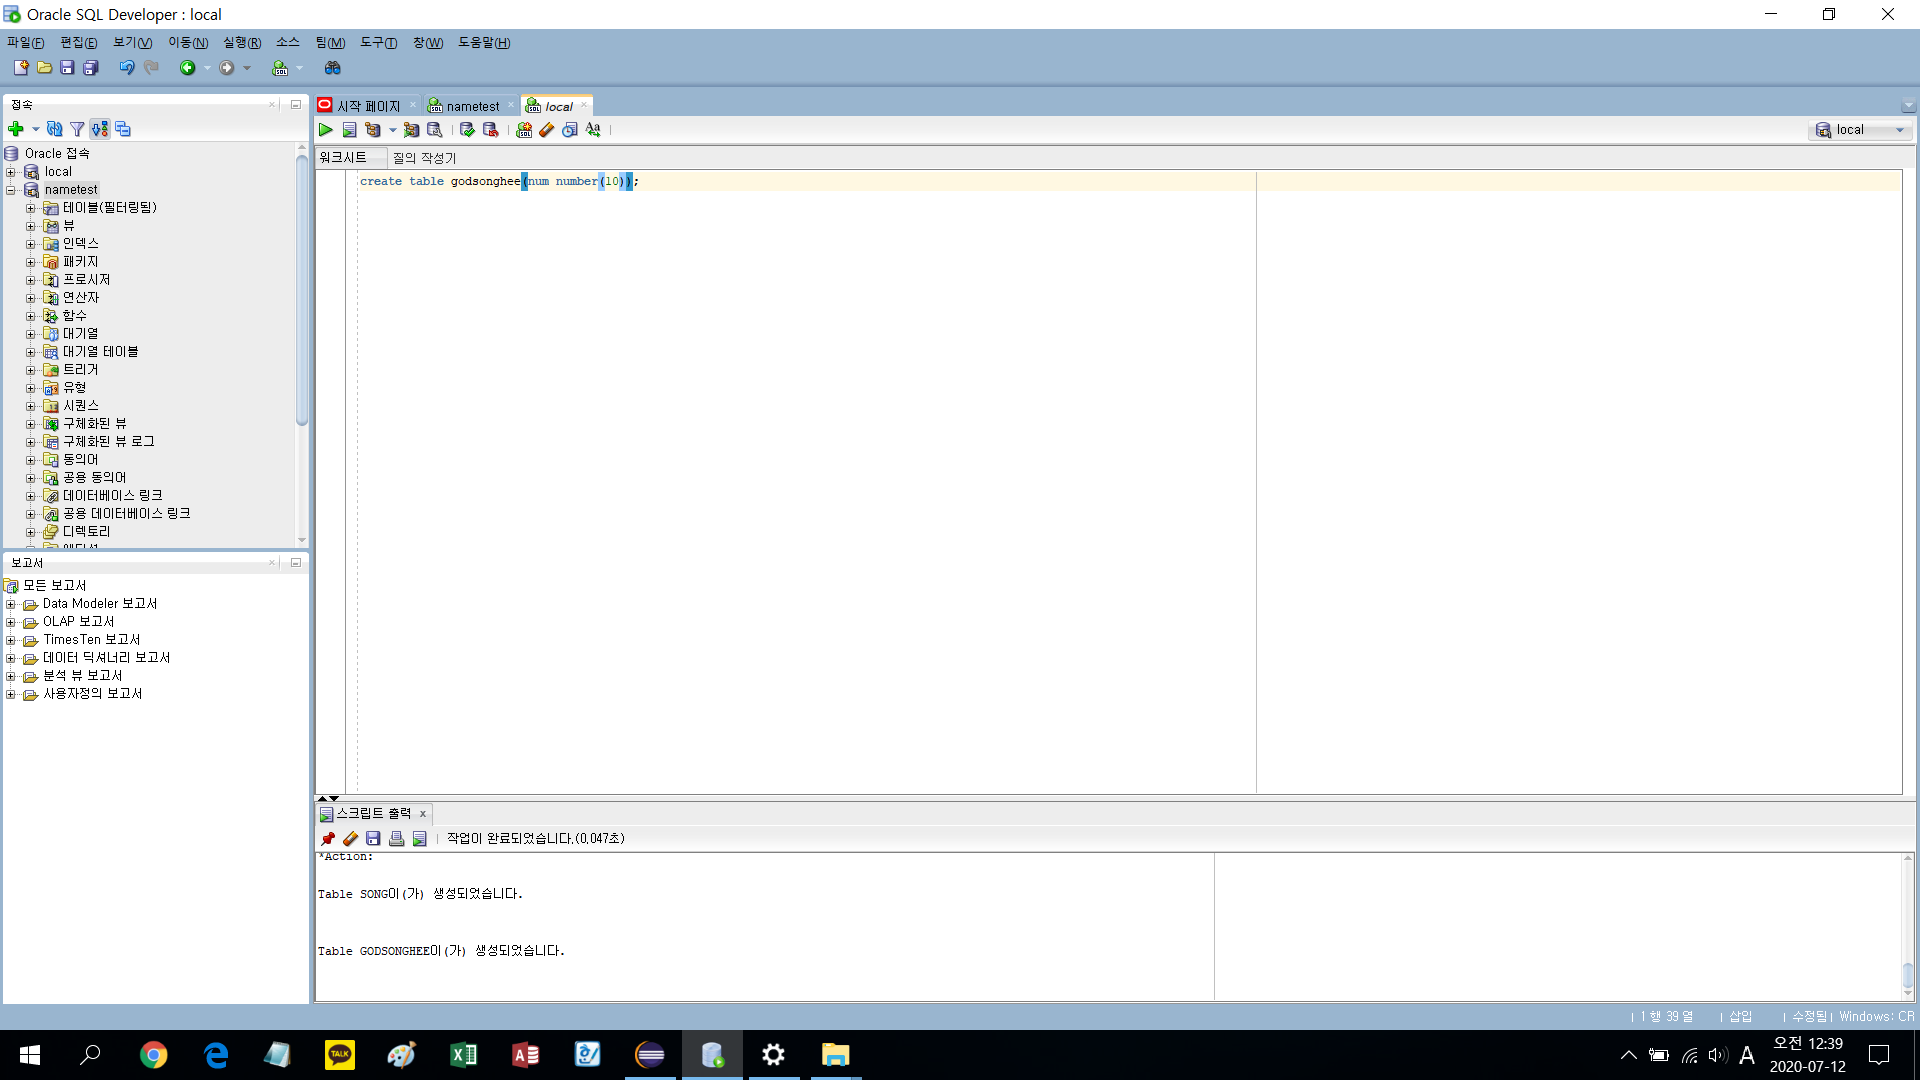 Oracle SQL Developer : local
파일(F) 편집(E) 보기(V) 이동(N) 실행(R) 소스 팀(M) 도구(T) 창(W) 도움말(H)
접속
시작 페이지 nametest local
local
워크시트 질의 작성기
create table godsonghee(num number(10));
Oracle 접속
local
nametest
테이블(필터링됨)
뷰
인덱스
패키지
프로시저
연산자
함수
대기열
대기열 테이블
트리거
유형
시퀀스
구체화된 뷰
구체화된 뷰 로그
동의어
공용 동의어
데이터베이스 링크
공용 데이터베이스 링크
디렉토리
보고서
모든 보고서
Data Modeler 보고서
OLAP 보고서
TimesTen 보고서
데이터 딕셔너리 보고서
분석 뷰 보고서
사용자정의 보고서
스크립트 출력
작업이 완료되었습니다.(0.047초)
*Action:
Table SONG이(가) 생성되었습니다.
Table GODSONGHEE이(가) 생성되었습니다.
1 행 39 열 삽입 수정됨 Windows: CR
TALK
A
오전 12:39
2020-07-12